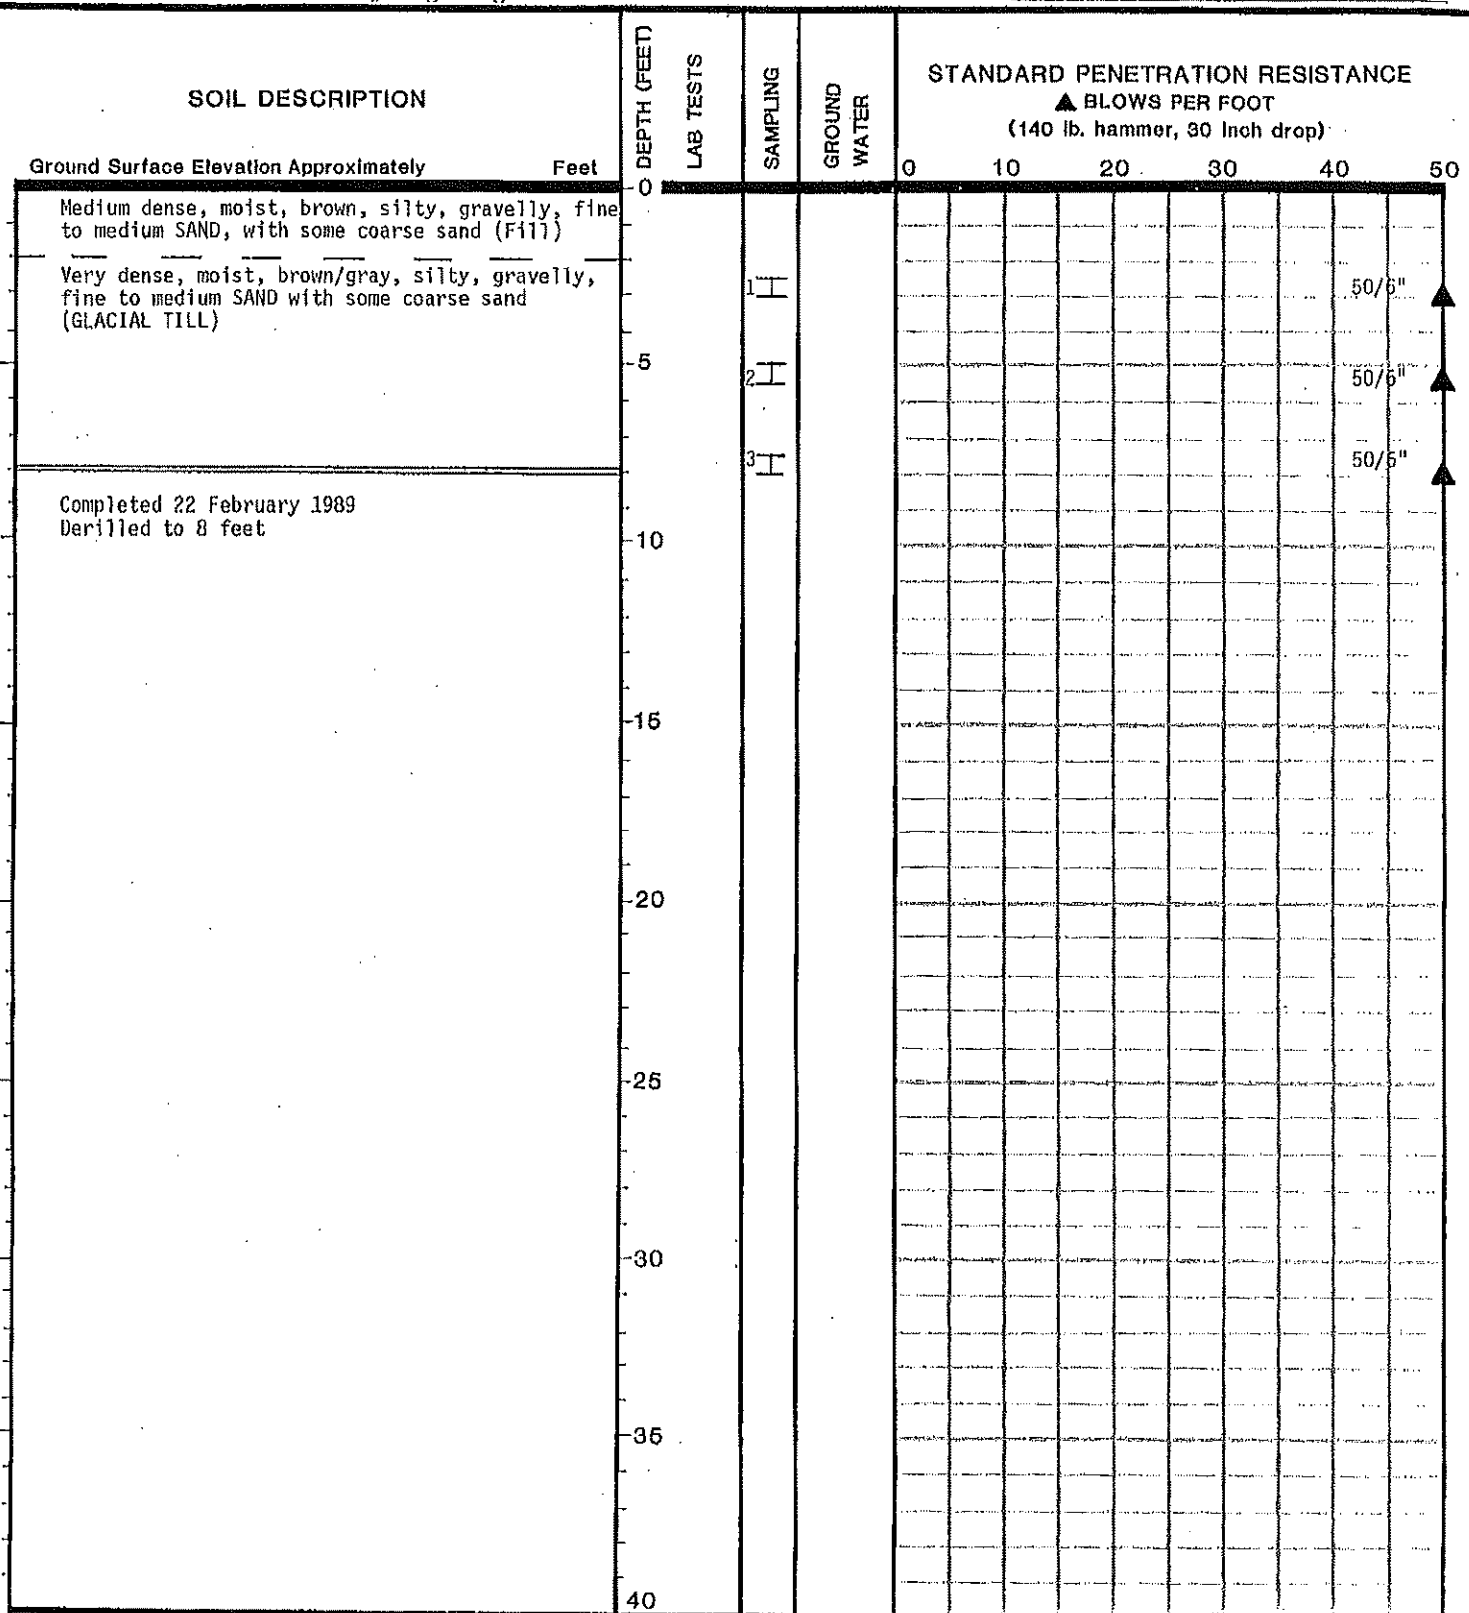 SOIL DESCRIPTION
Ground Surface Elevation Approximately Feet
DEPTH (FEET)
LAB TESTS
SAMPLING
GROUND
WATER
STANDARD PENETRATION RESISTANCE
▲ BLOWS PER FOOT
(140 lb. hammer, 30 Inch drop)
0 10 20 30 40 50
0
Medium dense, moist, brown, silty, gravelly, fine
to medium SAND, with some coarse sand (Fill)
Very dense, moist, brown/gray, silty, gravelly,
fine to medium SAND with some coarse sand
(GLACIAL TILL)
1
50/6"
5
2
50/6"
3
50/6"
Completed 22 February 1989
Derilled to 8 feet
10
15
20
25
30
35
40